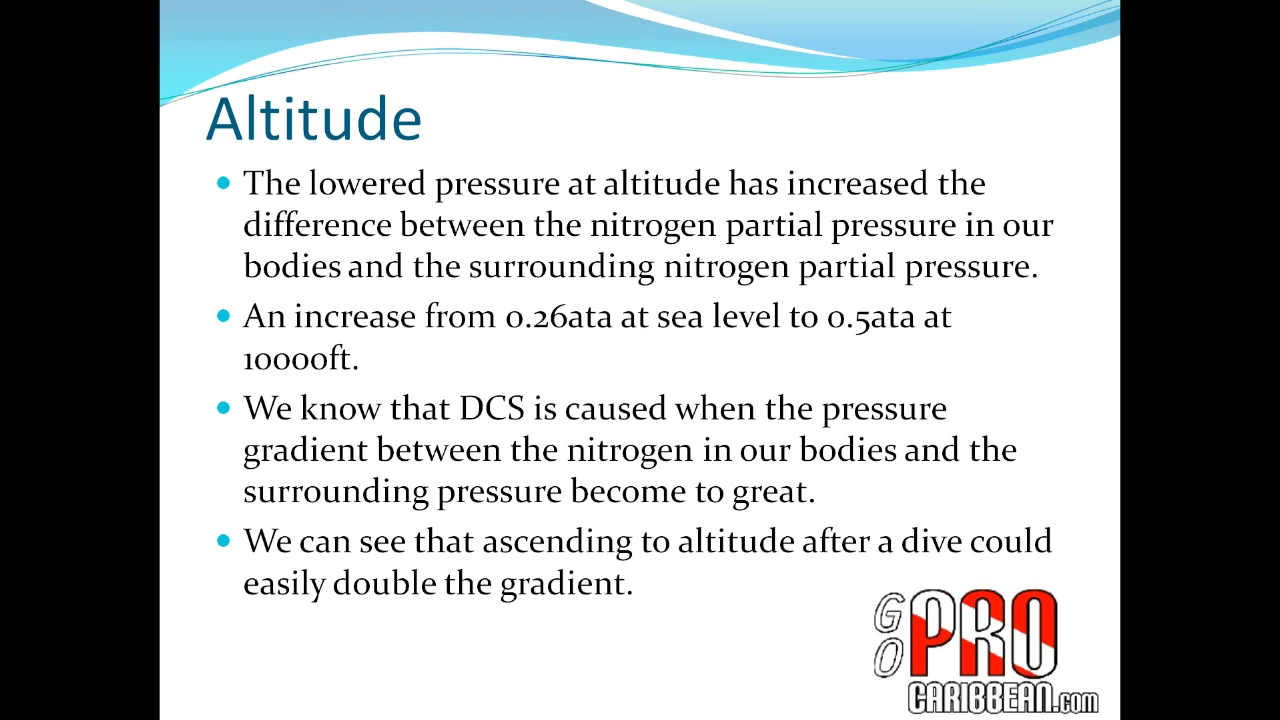 Altitude
The lowered pressure at altitude has increased the
difference between the nitrogen partial pressure in our
bodies and the surrounding nitrogen partial pressure.
An increase from 0.26ata at sea level to 0.5ata at
10000ft.
We know that DCS is caused when the pressure
gradient between the nitrogen in our bodies and the
surrounding pressure become to great.
We can see that ascending to altitude after a dive could
easily double the gradient.
GO PRO
CARIBBEAN.com